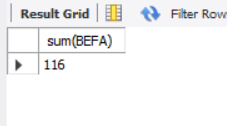 Result Grid Filter Row
sum(BEFA)
116